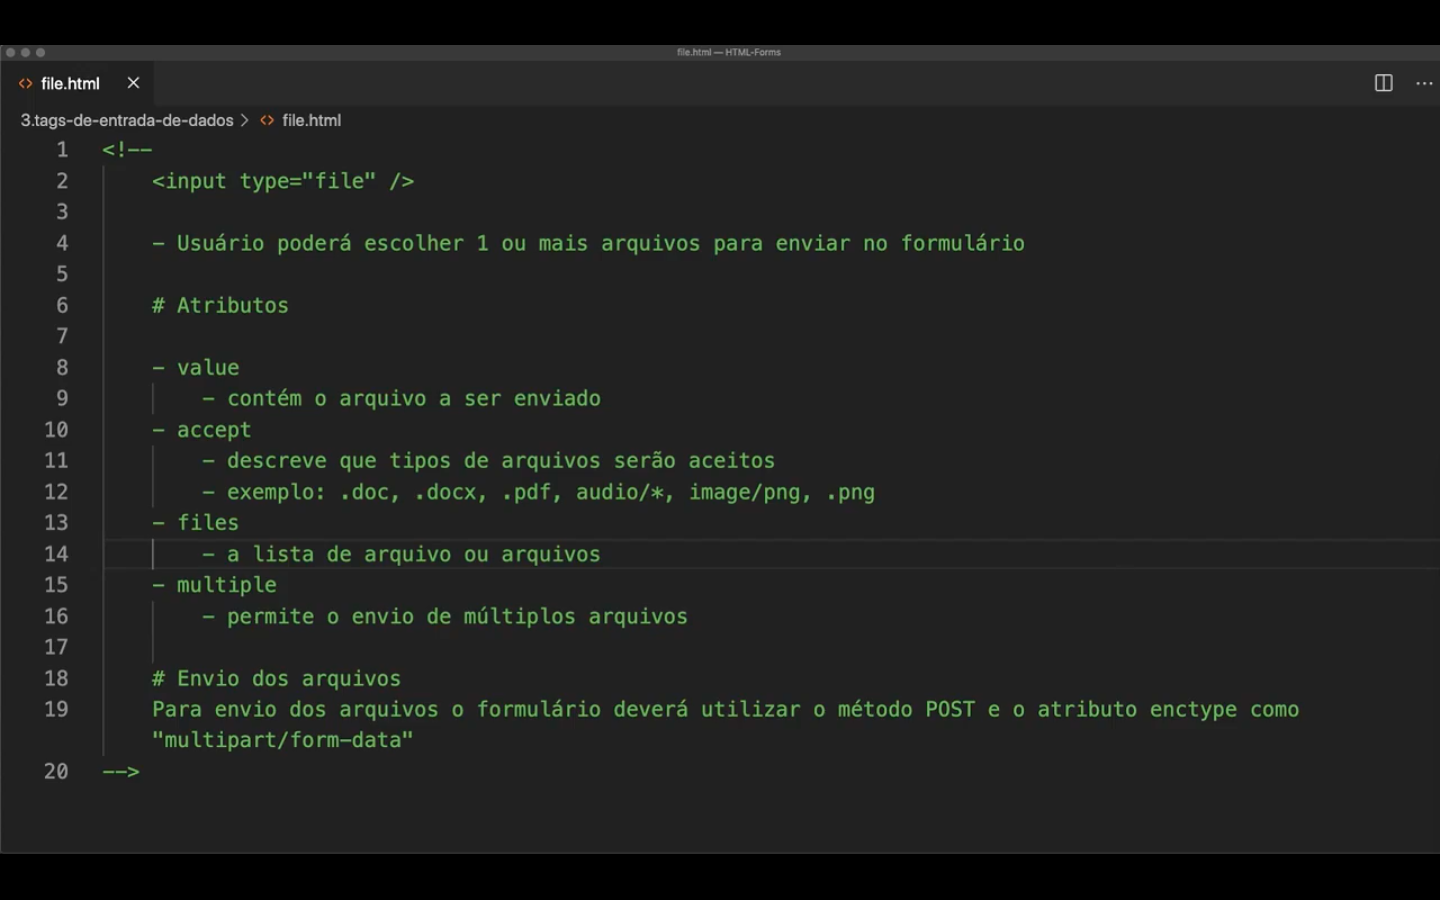 file.html — HTML-Forms
file.html
3.tags-de-entrada-de-dados > file.html
1 <!--
2 <input type="file" />
3
4 - Usuário poderá escolher 1 ou mais arquivos para enviar no formulário
5
6 # Atributos
7
8 - value
9 - contém o arquivo a ser enviado
10 - accept
11 - descreve que tipos de arquivos serão aceitos
12 - exemplo: .doc, .docx, .pdf, audio/*, image/png, .png
13 - files
14 - a lista de arquivo ou arquivos
15 - multiple
16 - permite o envio de múltiplos arquivos
17
18 # Envio dos arquivos
19 Para envio dos arquivos o formulário deverá utilizar o método POST e o atributo enctype como
"multipart/form-data"
20 -->